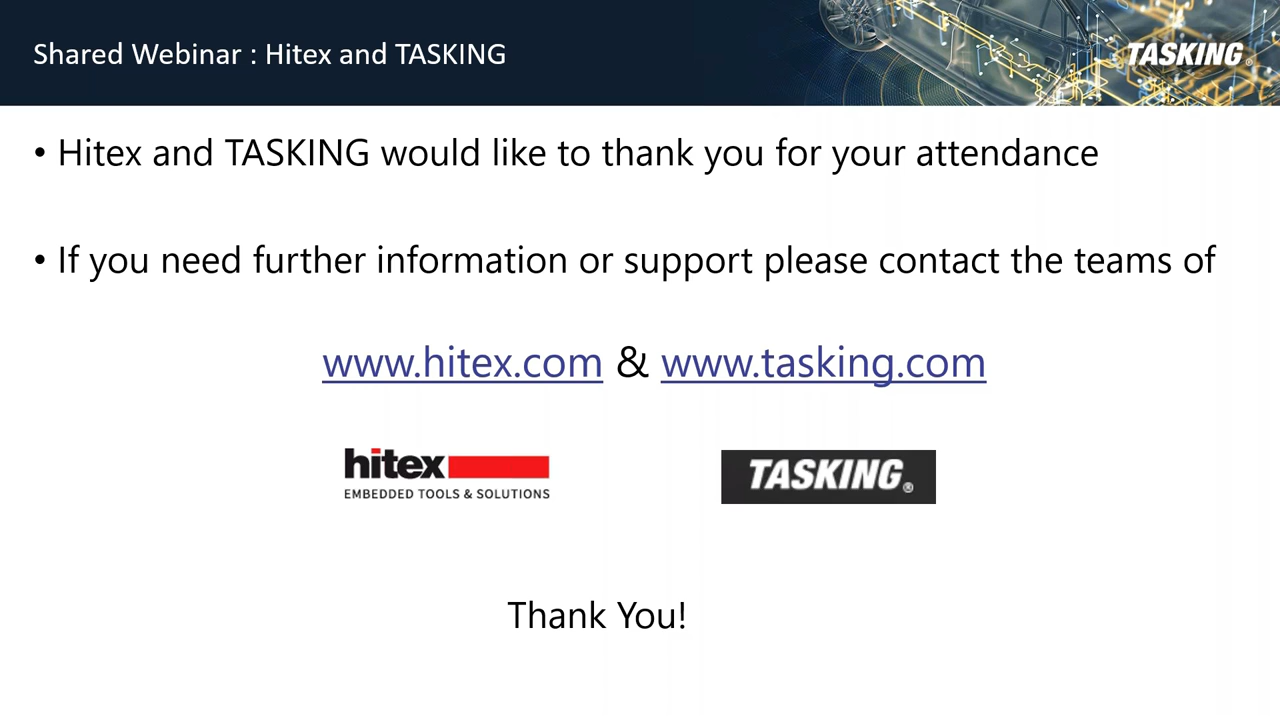 Shared Webinar : Hitex and TASKING
TASKING®
• Hitex and TASKING would like to thank you for your attendance
• If you need further information or support please contact the teams of
www.hitex.com & www.tasking.com
hitex
EMBEDDED TOOLS & SOLUTIONS
TASKING®
Thank You!